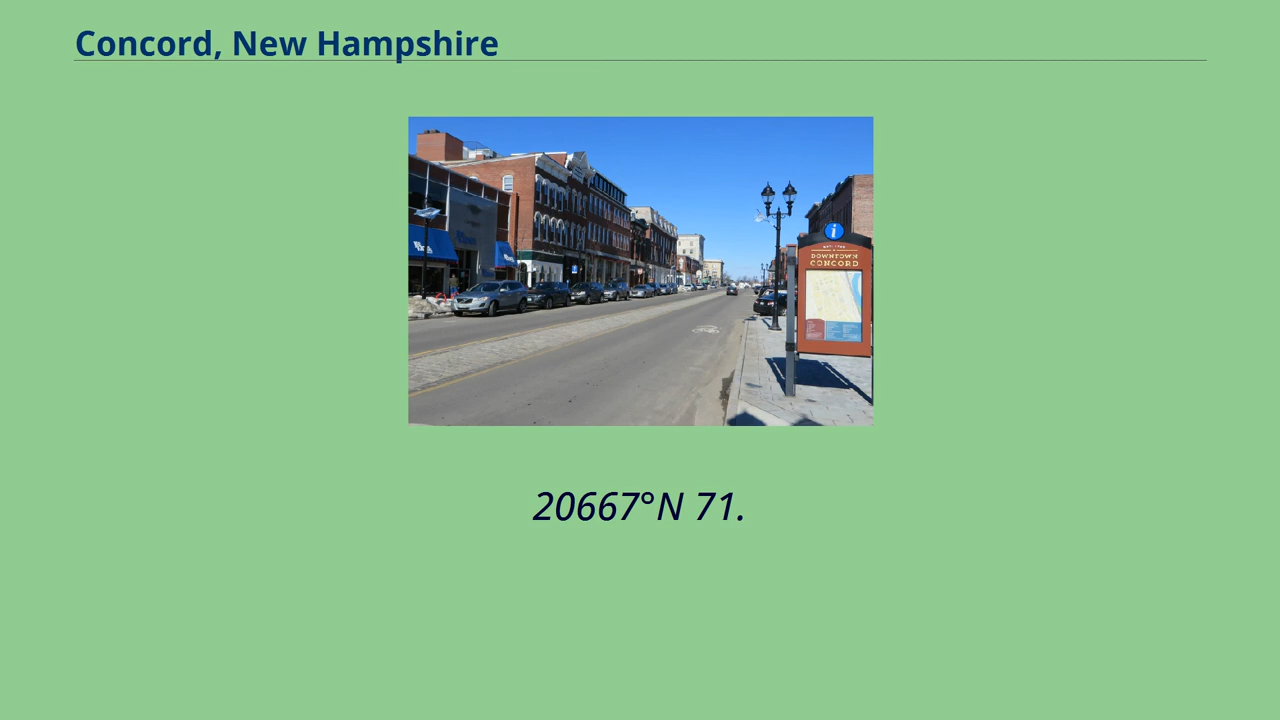 Concord, New Hampshire
i
DOWNTOWN
CONCORD
20667°N 71.